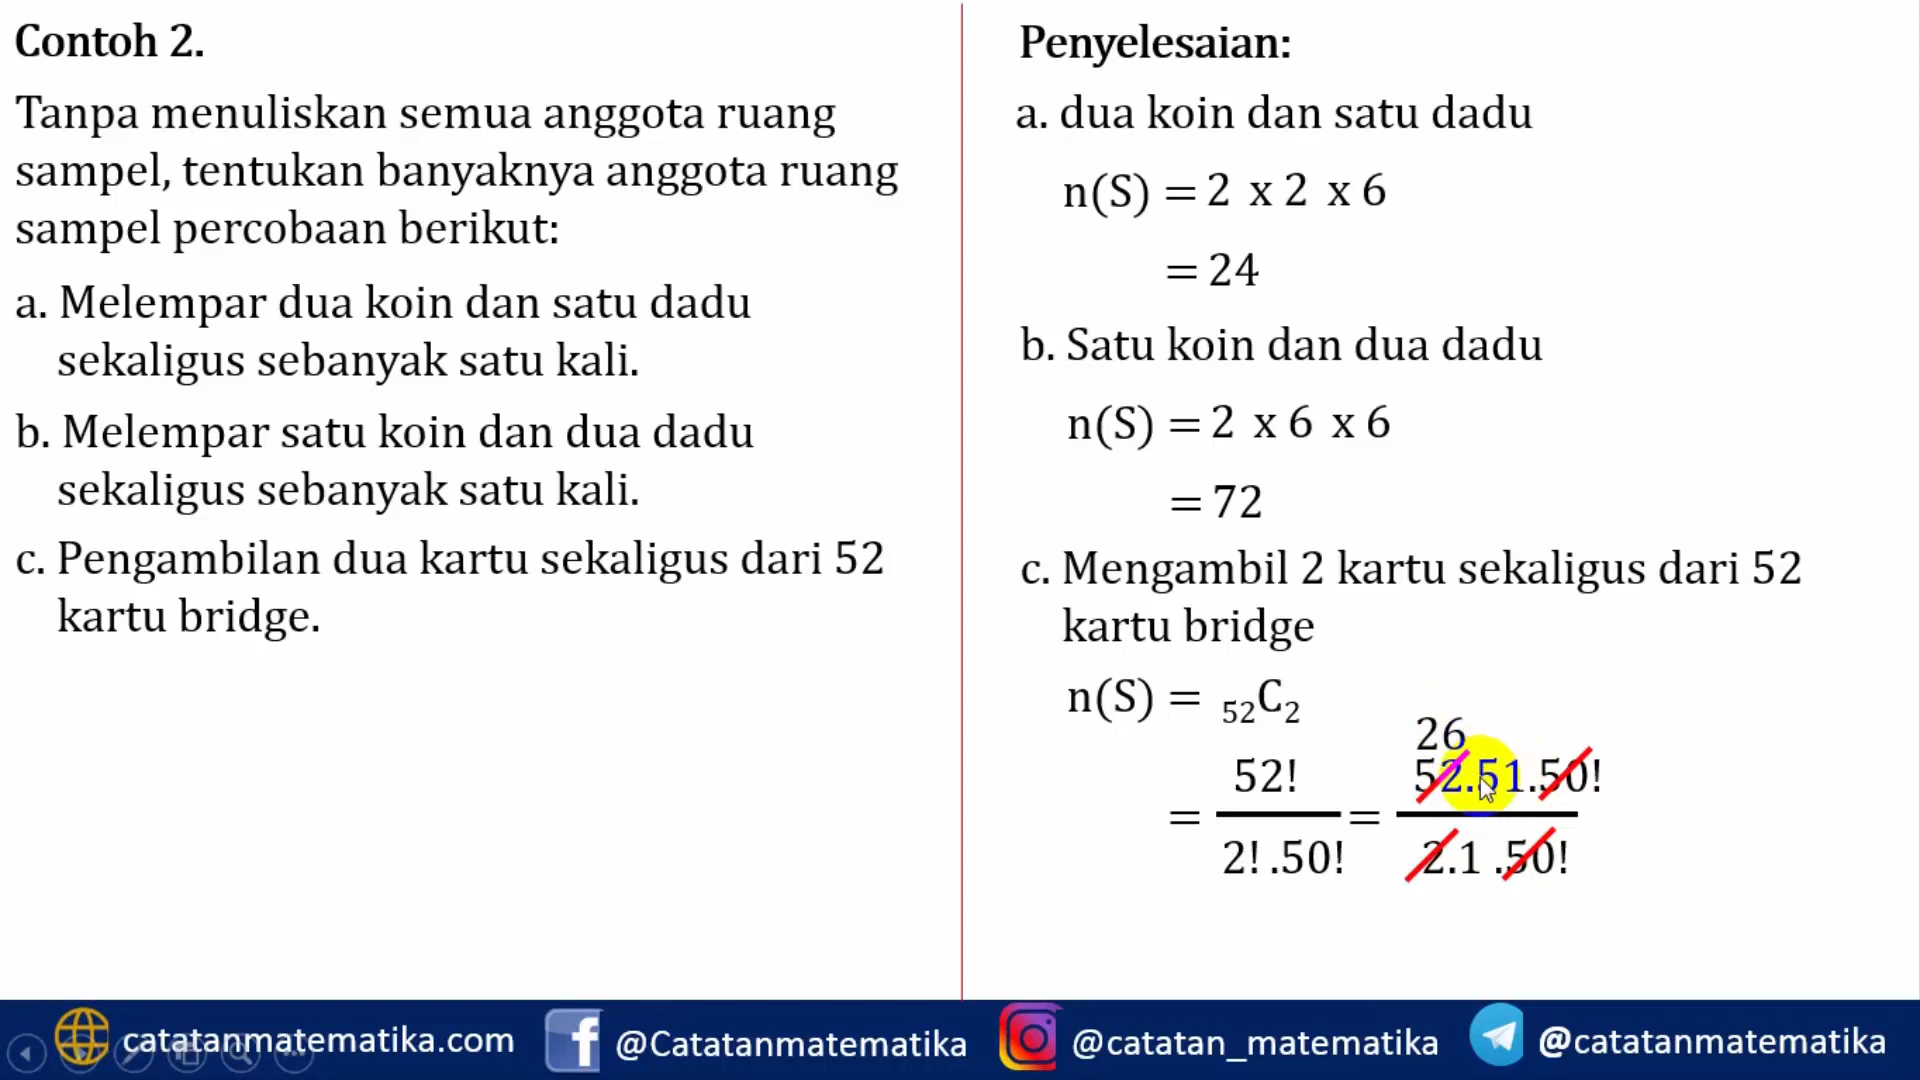 Contoh 2.
Tanpa menuliskan semua anggota ruang
sampel, tentukan banyaknya anggota ruang
sampel percobaan berikut:
a. Melempar dua koin dan satu dadu
sekaligus sebanyak satu kali.
b. Melempar satu koin dan dua dadu
sekaligus sebanyak satu kali.
c. Pengambilan dua kartu sekaligus dari 52
kartu bridge.
Penyelesaian:
a. dua koin dan satu dadu
n(S) = 2 x 2 x 6
= 24
b. Satu koin dan dua dadu
n(S) = 2 x 6 x 6
= 72
c. Mengambil 2 kartu sekaligus dari 52
kartu bridge
n(S) = ₅₂C₂
26
52! 52.51.50!
= =
2! .50! 2.1 .50!
catatanmatematika.com @Catatanmatematika @catatan_matematika @catatanmatematika